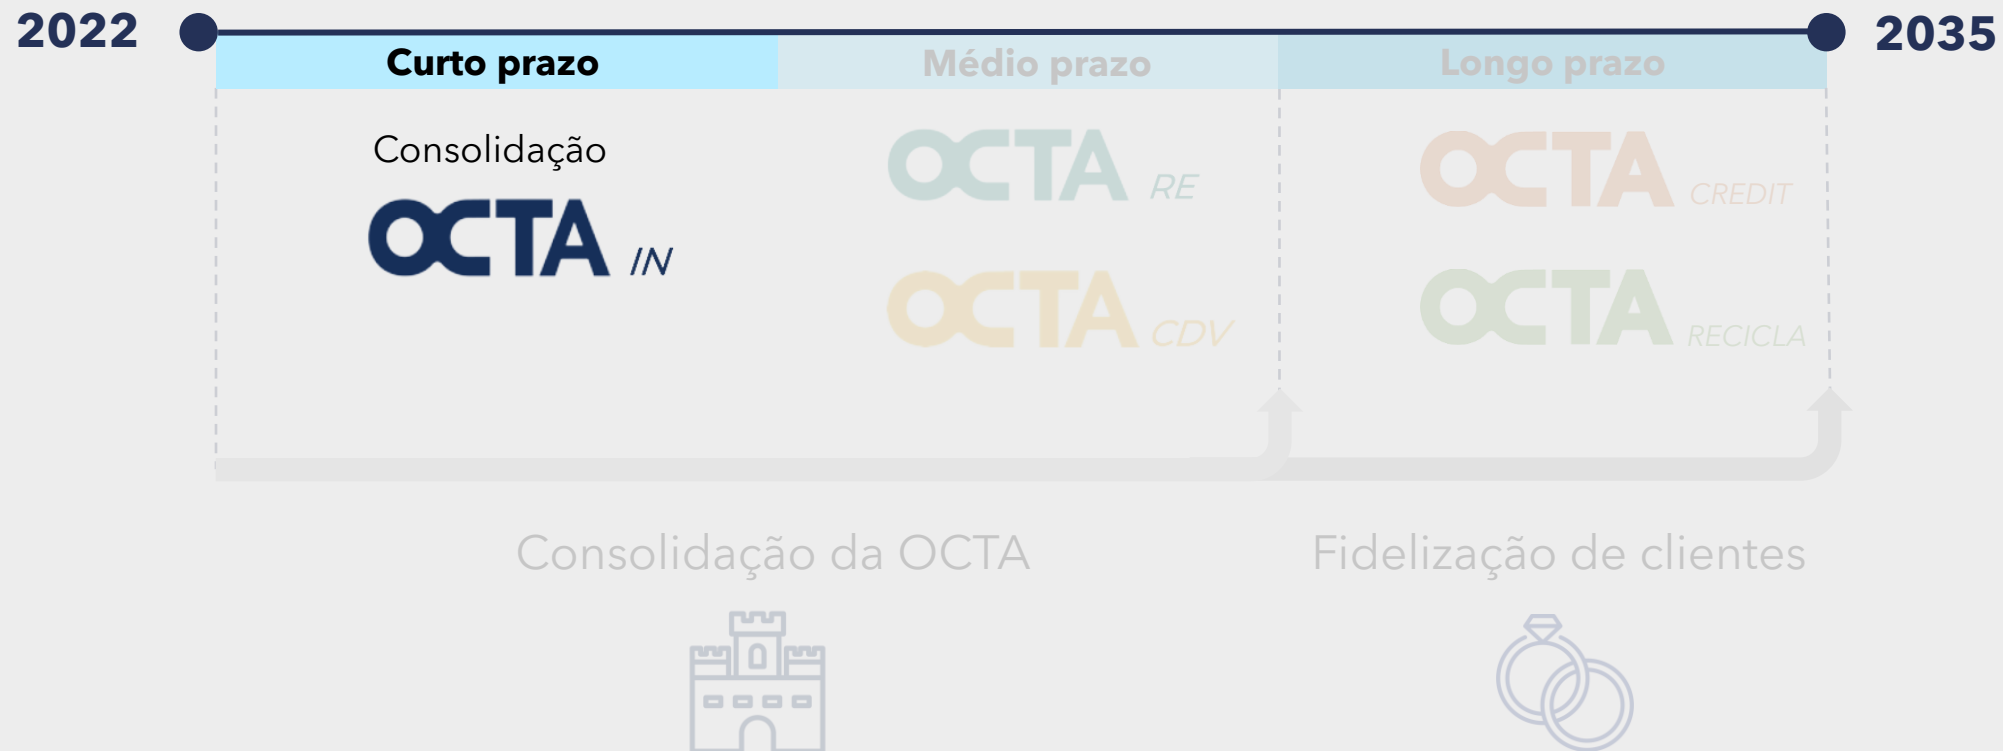 2022
2035
Curto prazo
Médio prazo
Longo prazo
Consolidação
OCTA IN
OCTA RE
OCTA CDV
OCTA CREDIT
OCTA RECICLA
Consolidação da OCTA
Fidelização de clientes